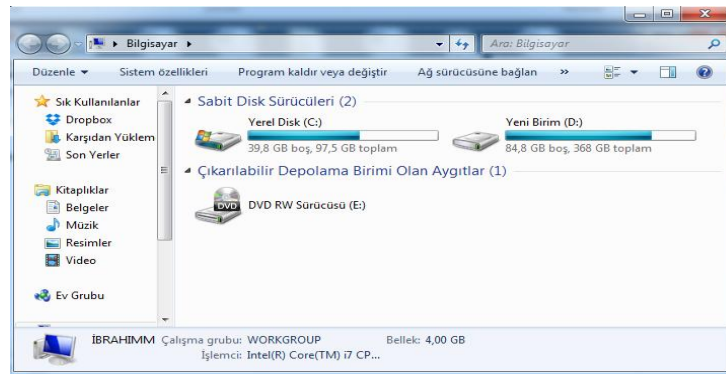 Bilgisayar
Ara: Bilgisayar
Düzenle Sistem özellikleri Program kaldır veya değiştir Ağ sürücüsüne bağlan »
Sık Kullanılanlar
Dropbox
Karşıdan Yüklem
Son Yerler
Kitaplıklar
Belgeler
Müzik
Resimler
Video
Ev Grubu
Sabit Disk Sürücüleri (2)
Yerel Disk (C:)
39,8 GB boş, 97,5 GB toplam
Yeni Birim (D:)
84,8 GB boş, 368 GB toplam
Çıkarılabilir Depolama Birimi Olan Aygıtlar (1)
DVD
DVD RW Sürücüsü (E:)
İBRAHIMM Çalışma grubu: WORKGROUP Bellek: 4,00 GB
İşlemci: Intel(R) Core(TM) i7 CP...